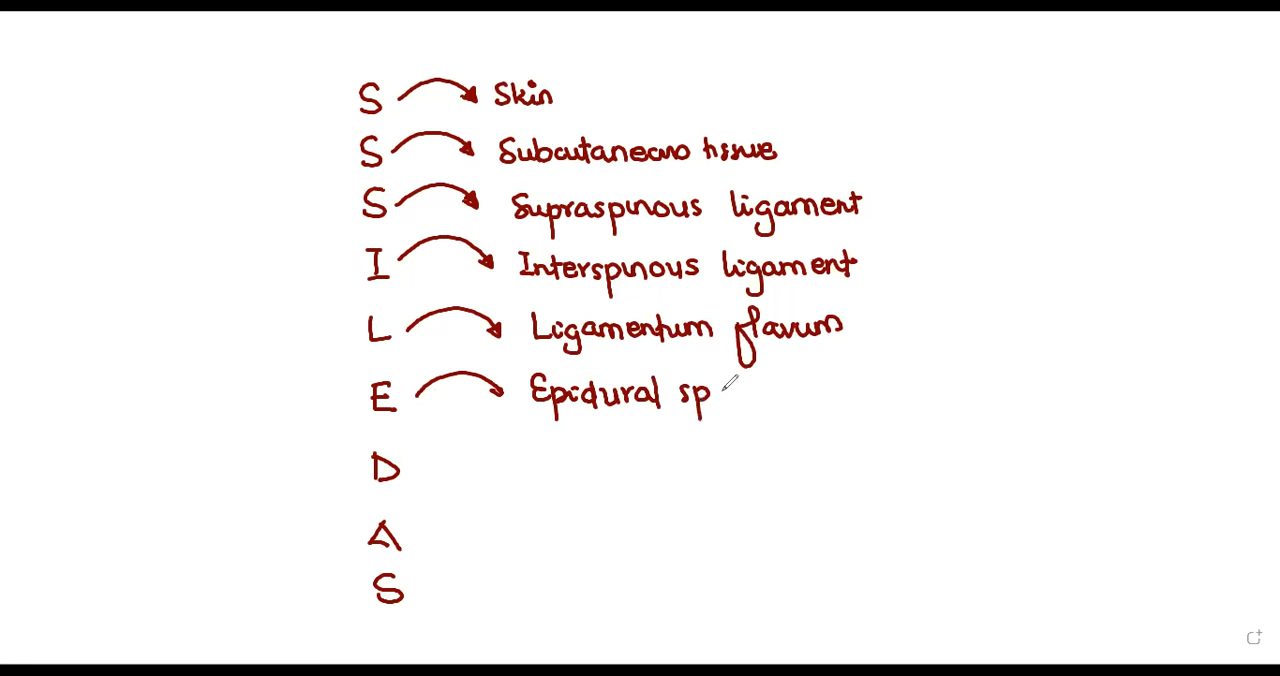 S → Skin
S → Subcutaneous tissue
S → Supraspinous ligament
I → Interspinous ligament
L → Ligamentum flavum
E → Epidural sp
D
A
S